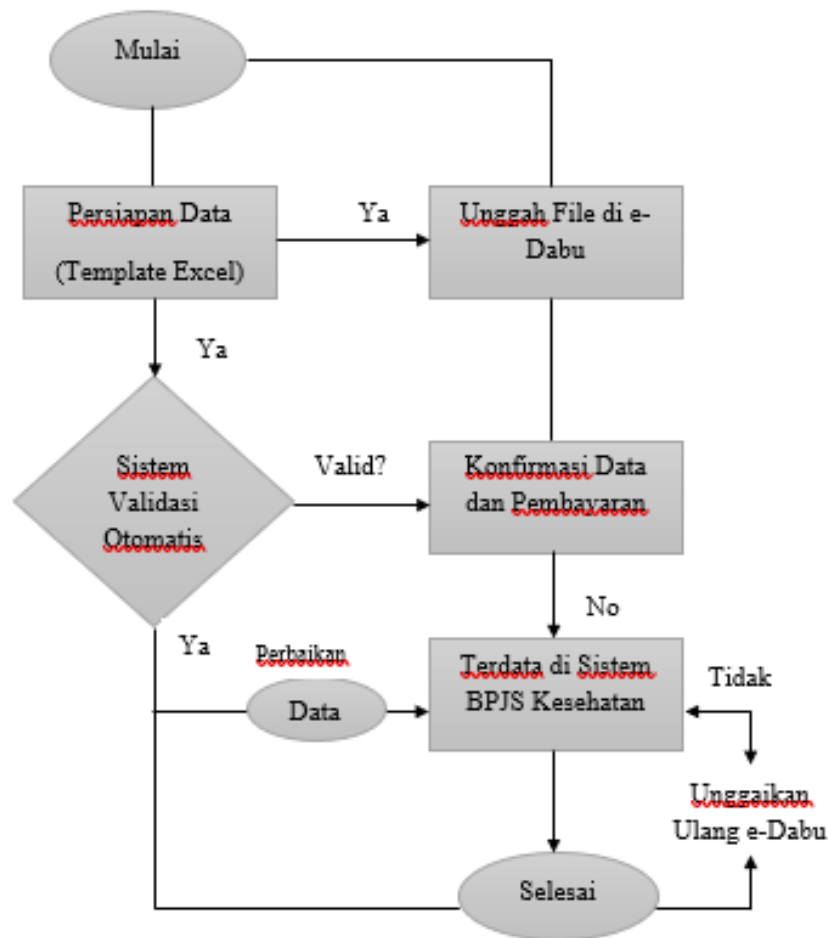 Mulai
Persiapan Data
(Template Excel)
Ya
Unggah File di e-
Dabu
Ya
Sistem
Validasi
Otomatis
Valid?
Konfirmasi Data
dan Pembayaran
No
Ya
Perbaikan
Data
Terdata di Sistem
BPJS Kesehatan
Tidak
Unggaikan
Ulang e-Dabu
Selesai